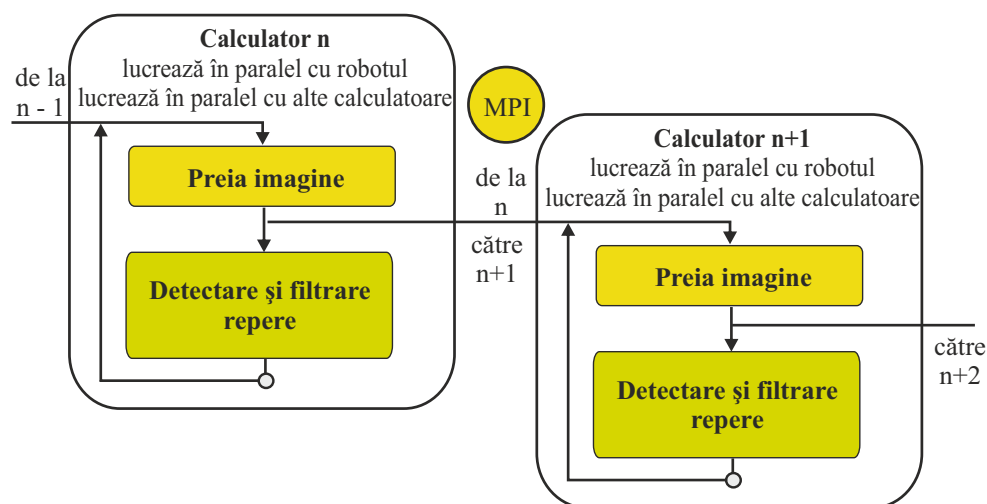 Calculator n
lucrează în paralel cu robotul
lucrează în paralel cu alte calculatoare
de la
n - 1
Preia imagine
Detectare şi filtrare
repere
MPI
de la
n
către
n+1
Calculator n+1
lucrează în paralel cu robotul
lucrează în paralel cu alte calculatoare
Preia imagine
Detectare şi filtrare
repere
către
n+2